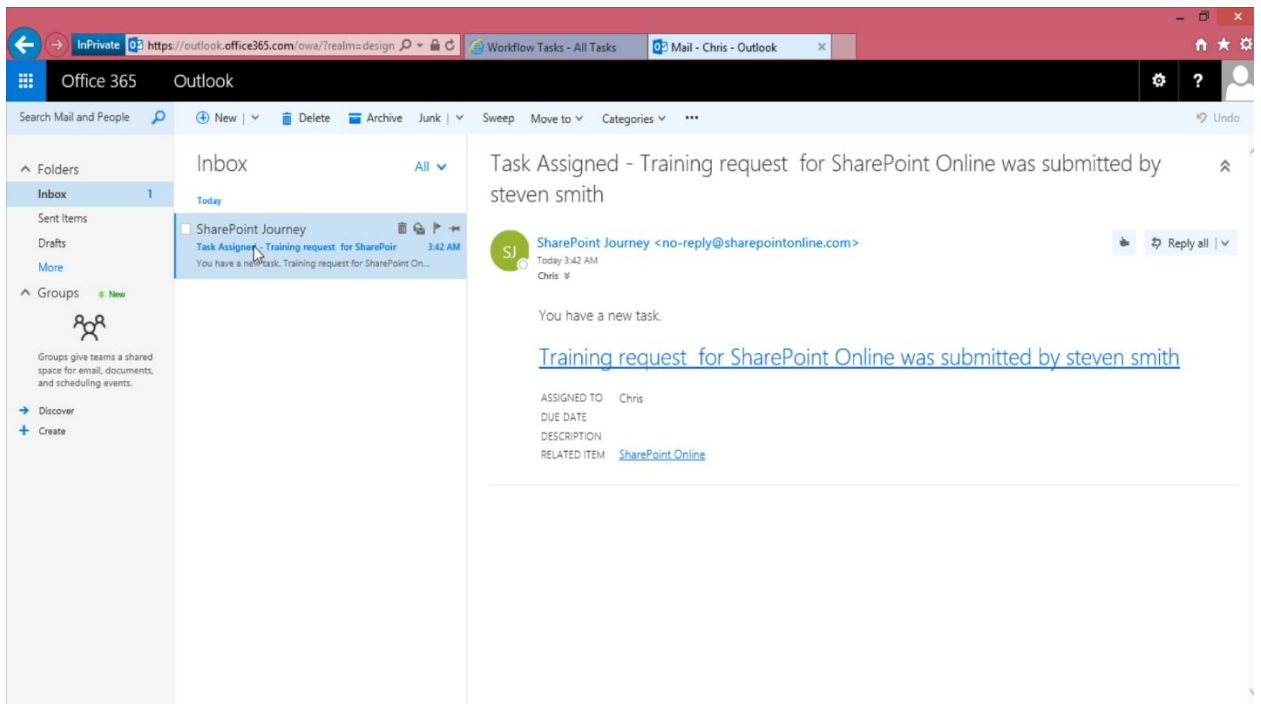 InPrivate https://outlook.office365.com/owa/?realm=design Workflow Tasks - All Tasks Mail - Chris - Outlook
Office 365 Outlook ?
Search Mail and People New Delete Archive Junk Sweep Move to Categories ••• Undo
Folders
Inbox 1
Sent Items
Drafts
More
Groups New
Groups give teams a shared
space for email, documents,
and scheduling events.
Discover
Create
Inbox All
Today
SharePoint Journey
Task Assigned - Training request for SharePoir 3:42 AM
You have a new task. Training request for SharePoint On...
Task Assigned - Training request for SharePoint Online was submitted by
steven smith
SJ
SharePoint Journey <no-reply@sharepointonline.com>
Today 3:42 AM
Chris
Reply all
You have a new task.
Training request for SharePoint Online was submitted by steven smith
ASSIGNED TO Chris
DUE DATE
DESCRIPTION
RELATED ITEM SharePoint Online